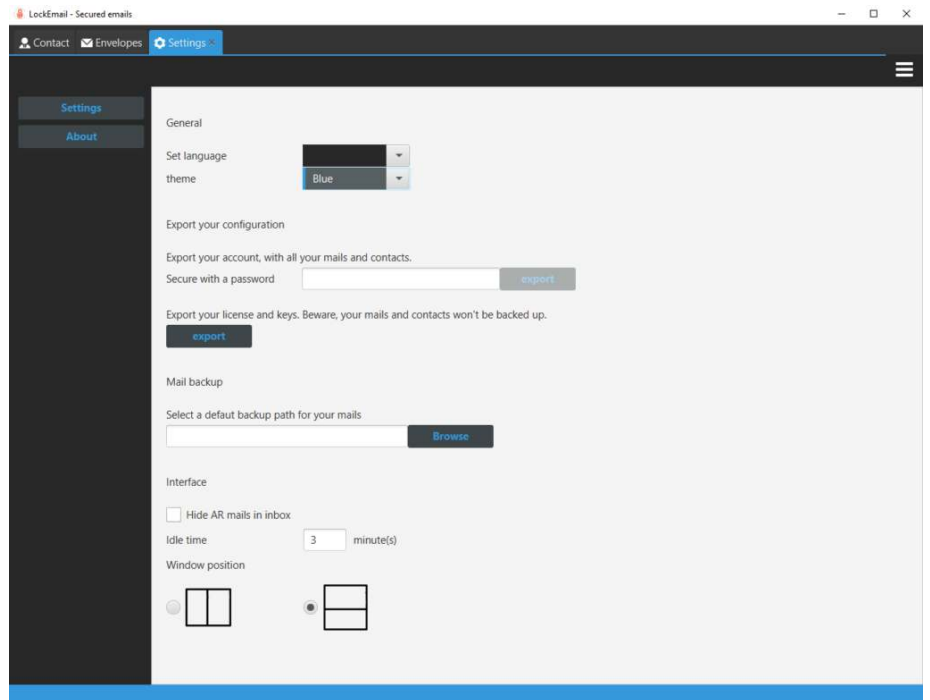 LockEmail - Secured emails
Contact Envelopes Settings
Settings
About
General
Set language
theme Blue
Export your configuration
Export your account, with all your mails and contacts.
Secure with a password export
Export your license and keys. Beware, your mails and contacts won't be backed up.
export
Mail backup
Select a defaut backup path for your mails
Browse
Interface
Hide AR mails in inbox
Idle time 3 minute(s)
Window position